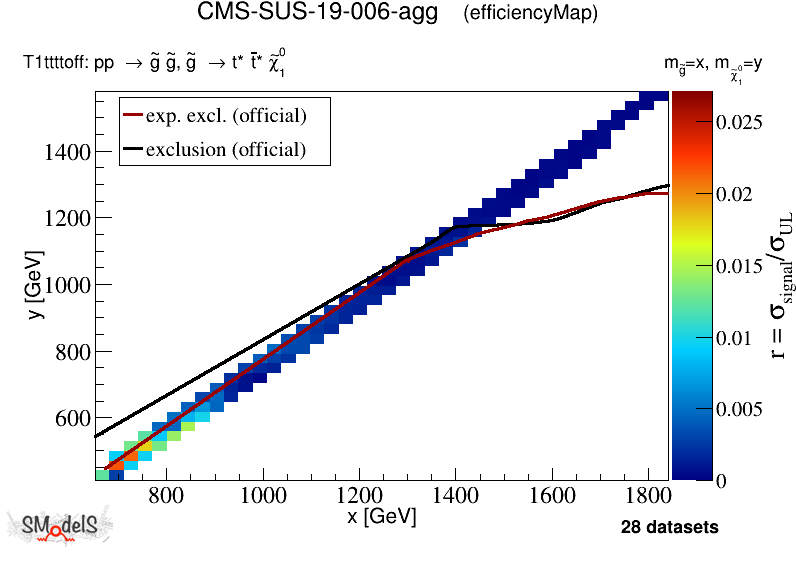 CMS-SUS-19-006-agg (efficiencyMap)
T1ttttoff: pp → g̃ g̃, g̃ → t* t̄* χ̃₁⁰
m_g̃=x, m_χ̃₁⁰=y
exp. excl. (official)
exclusion (official)
y [GeV]
1400
1200
1000
800
600
800 1000 1200 1400 1600 1800
x [GeV]
0.025
0.02
0.015
0.01
0.005
0
r = σ_signal/σ_UL
SModelS
28 datasets